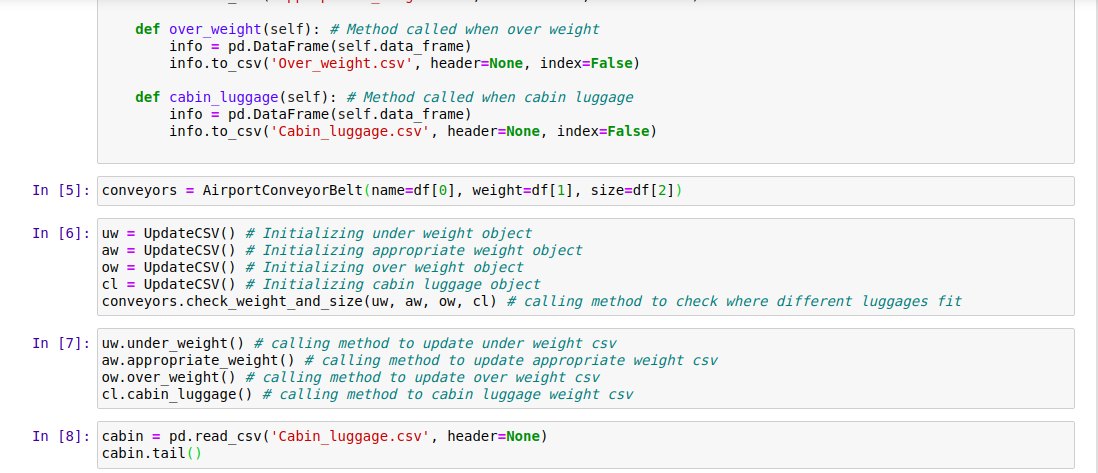 def over_weight(self): # Method called when over weight
info = pd.DataFrame(self.data_frame)
info.to_csv('Over_weight.csv', header=None, index=False)
def cabin_luggage(self): # Method called when cabin luggage
info = pd.DataFrame(self.data_frame)
info.to_csv('Cabin_luggage.csv', header=None, index=False)
In [5]: conveyors = AirportConveyorBelt(name=df[0], weight=df[1], size=df[2])
In [6]: uw = UpdateCSV() # Initializing under weight object
aw = UpdateCSV() # Initializing appropriate weight object
ow = UpdateCSV() # Initializing over weight object
cl = UpdateCSV() # Initializing cabin luggage object
conveyors.check_weight_and_size(uw, aw, ow, cl) # calling method to check where different luggages fit
In [7]: uw.under_weight() # calling method to update under weight csv
aw.appropriate_weight() # calling method to update appropriate weight csv
ow.over_weight() # calling method to update over weight csv
cl.cabin_luggage() # calling method to cabin luggage weight csv
In [8]: cabin = pd.read_csv('Cabin_luggage.csv', header=None)
cabin.tail()